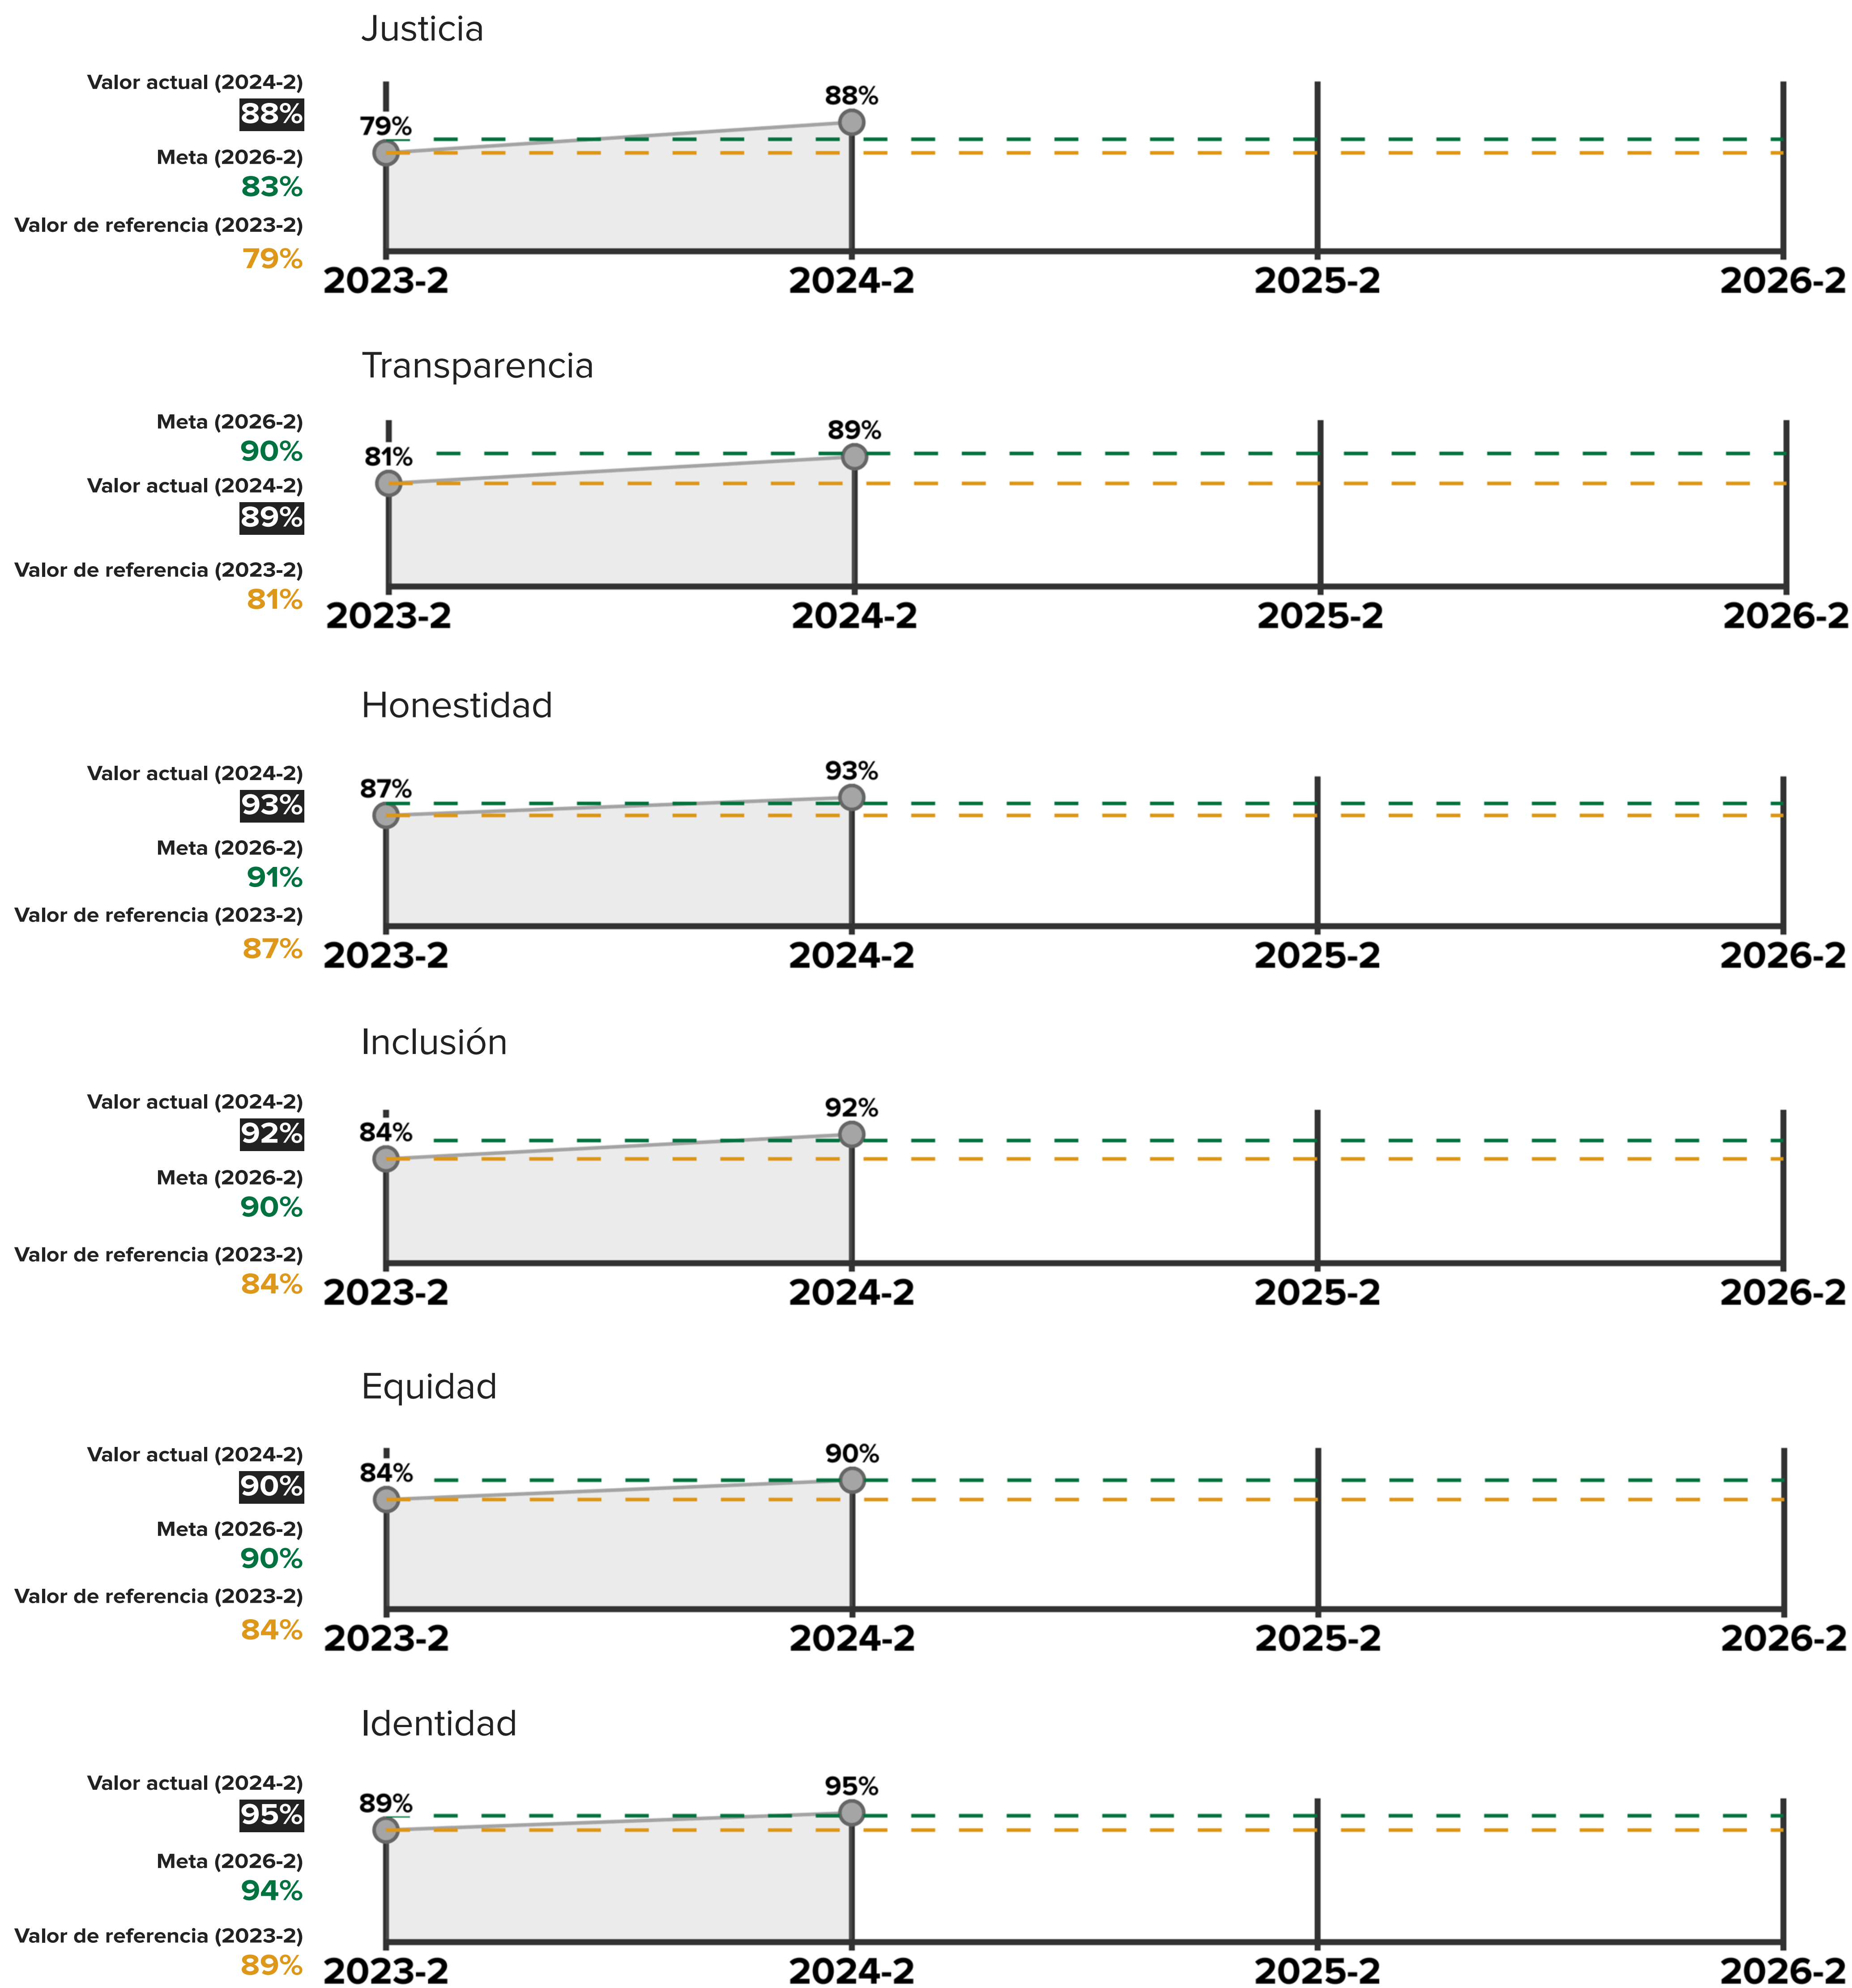 Justicia
Valor actual (2024-2)
88%
Meta (2026-2)
83%
Valor de referencia (2023-2)
79%
79%
88%
2023-2 2024-2 2025-2 2026-2
Transparencia
Meta (2026-2)
90%
Valor actual (2024-2)
89%
Valor de referencia (2023-2)
81%
81%
89%
2023-2 2024-2 2025-2 2026-2
Honestidad
Valor actual (2024-2)
93%
Meta (2026-2)
91%
Valor de referencia (2023-2)
87%
87%
93%
2023-2 2024-2 2025-2 2026-2
Inclusión
Valor actual (2024-2)
92%
Meta (2026-2)
90%
Valor de referencia (2023-2)
84%
84%
92%
2023-2 2024-2 2025-2 2026-2
Equidad
Valor actual (2024-2)
90%
Meta (2026-2)
90%
Valor de referencia (2023-2)
84%
84%
90%
2023-2 2024-2 2025-2 2026-2
Identidad
Valor actual (2024-2)
95%
Meta (2026-2)
94%
Valor de referencia (2023-2)
89%
89%
95%
2023-2 2024-2 2025-2 2026-2